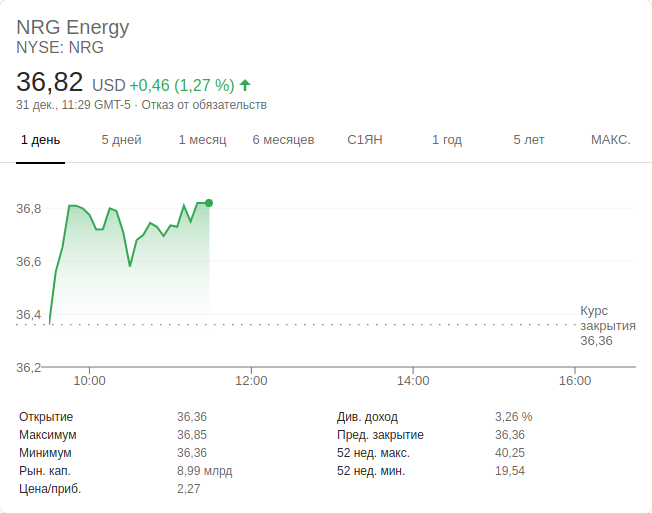 NRG Energy
NYSE: NRG
36,82 USD +0,46 (1,27 %)
31 дек., 11:29 GMT-5 · Отказ от обязательств
1 день 5 дней 1 месяц 6 месяцев С1ЯН 1 год 5 лет МАКС.
36,8
36,6
36,4
Курс
закрытия
36,36
36,2
10:00 12:00 14:00 16:00
Открытие 36,36 Див. доход 3,26 %
Максимум 36,85 Пред. закрытие 36,36
Минимум 36,36 52 нед. макс. 40,25
Рын. кап. 8,99 млрд 52 нед. мин. 19,54
Цена/приб. 2,27